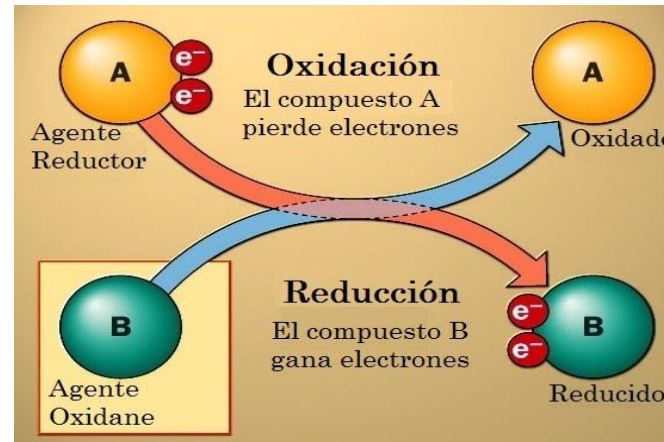 A
e⁻
e⁻
Agente
Reductor
Oxidación
El compuesto A
pierde electrones
A
Oxidado
B
Agente
Oxidane
Reducción
El compuesto B
gana electrones
e⁻
e⁻
B
Reducido